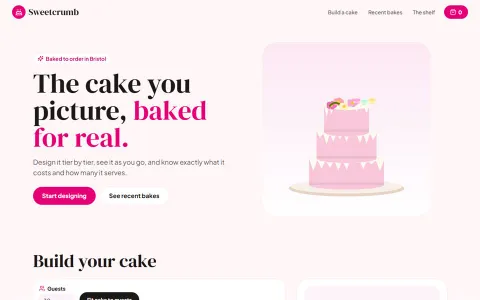 Sweetcrumb
Build a cake
Recent bakes
The shelf
0
Baked to order in Bristol
The cake you
picture, baked
for real.
Design it tier by tier, see it as you go, and know exactly what it
costs and how many it serves.
Start designing
See recent bakes
Build your cake
Guests